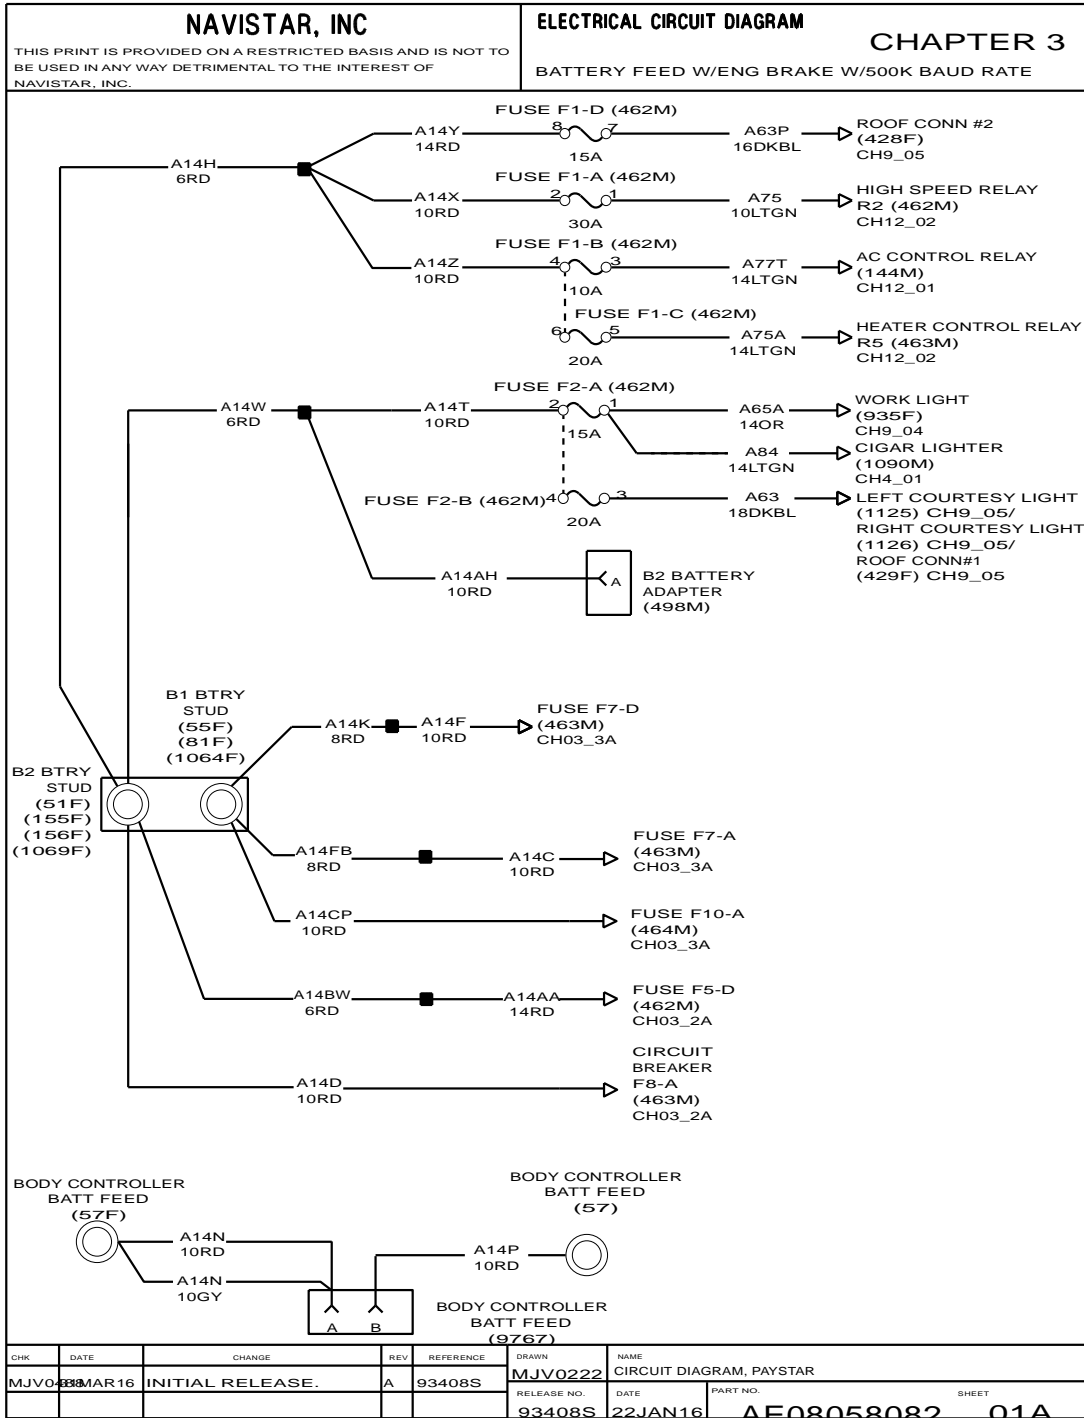 NAVISTAR, INC
THIS PRINT IS PROVIDED ON A RESTRICTED BASIS AND IS NOT TO
BE USED IN ANY WAY DETRIMENTAL TO THE INTEREST OF
NAVISTAR, INC.
ELECTRICAL CIRCUIT DIAGRAM
CHAPTER 3
BATTERY FEED W/ENG BRAKE W/500K BAUD RATE
FUSE F1-D (462M)
A14Y
14RD
8
7
15A
A63P
16DKBL
ROOF CONN #2
(428F)
CH9_05
A14H
6RD
FUSE F1-A (462M)
A14X
10RD
2
1
30A
A75
10LTGN
HIGH SPEED RELAY
R2 (462M)
CH12_02
FUSE F1-B (462M)
A14Z
10RD
4
3
10A
A77T
14LTGN
AC CONTROL RELAY
(144M)
CH12_01
FUSE F1-C (462M)
6
5
20A
A75A
14LTGN
HEATER CONTROL RELAY
R5 (463M)
CH12_02
FUSE F2-A (462M)
A14W
6RD
A14T
10RD
2
1
15A
A65A
14OR
WORK LIGHT
(935F)
CH9_04
A84
14LTGN
CIGAR LIGHTER
(1090M)
CH4_01
FUSE F2-B (462M)
4
3
20A
A63
18DKBL
LEFT COURTESY LIGHT
(1125) CH9_05/
RIGHT COURTESY LIGHT
(1126) CH9_05/
ROOF CONN#1
(429F) CH9_05
A14AH
10RD
A
B2 BATTERY
ADAPTER
(498M)
B1 BTRY
STUD
(55F)
(81F)
(1064F)
A14K
8RD
A14F
10RD
FUSE F7-D
(463M)
CH03_3A
B2 BTRY
STUD
(51F)
(155F)
(156F)
(1069F)
A14FB
8RD
A14C
10RD
FUSE F7-A
(463M)
CH03_3A
A14CP
10RD
FUSE F10-A
(464M)
CH03_3A
A14BW
6RD
A14AA
14RD
FUSE F5-D
(462M)
CH03_2A
A14D
10RD
CIRCUIT
BREAKER
F8-A
(463M)
CH03_2A
BODY CONTROLLER
BATT FEED
(57F)
A14N
10RD
A14N
10GY
BODY CONTROLLER
BATT FEED
(57)
A14P
10RD
A
B
BODY CONTROLLER
BATT FEED
(9767)
CHK
DATE
CHANGE
REV
REFERENCE
DRAWN
NAME
MAR16
INITIAL RELEASE.
A
93408S
MJV0222
CIRCUIT DIAGRAM, PAYSTAR
RELEASE NO.
DATE
PART NO.
SHEET
93408S
22JAN16
AF08058082
01A